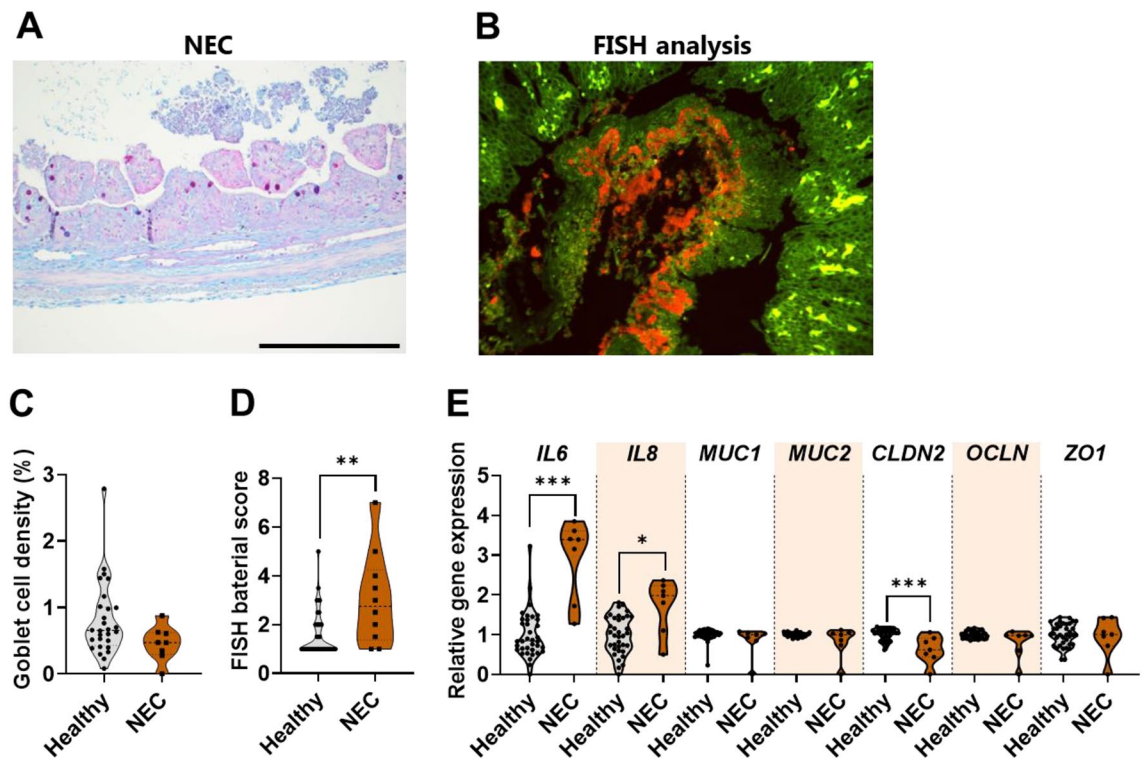 A
NEC
B
FISH analysis
C
Goblet cell density (%)
3
2
1
0
Healthy
NEC
D
FISH baterial score
8
6
4
2
0
**
Healthy
NEC
E
Relative gene expression
IL6 IL8 MUC1 MUC2 CLDN2 OCLN ZO1
5
4
3
2
1
0
***
*
***
Healthy NEC Healthy NEC Healthy NEC Healthy NEC Healthy NEC Healthy NEC Healthy NEC